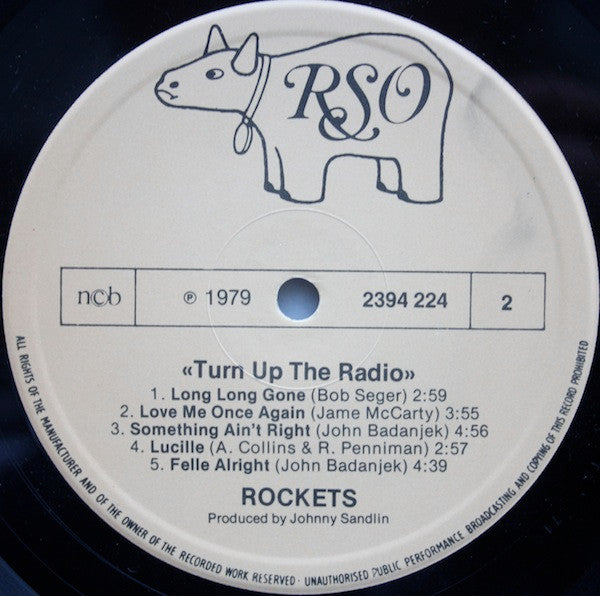 RSO
n©b ℗ 1979 2394 224 2
«Turn Up The Radio»
1. Long Long Gone (Bob Seger) 2:59
2. Love Me Once Again (Jame McCarty) 3:55
3. Something Ain't Right (John Badanjek) 4:56
4. Lucille (A. Collins & R. Penniman) 2:57
5. Felle Alright (John Badanjek) 4:39
ROCKETS
Produced by Johnny Sandlin
ALL RIGHTS OF THE MANUFACTURER AND OF THE OWNER OF THE RECORDED WORK RESERVED · UNAUTHORISED PUBLIC PERFORMANCE BROADCASTING AND COPYING OF THIS RECORD PROHIBITED